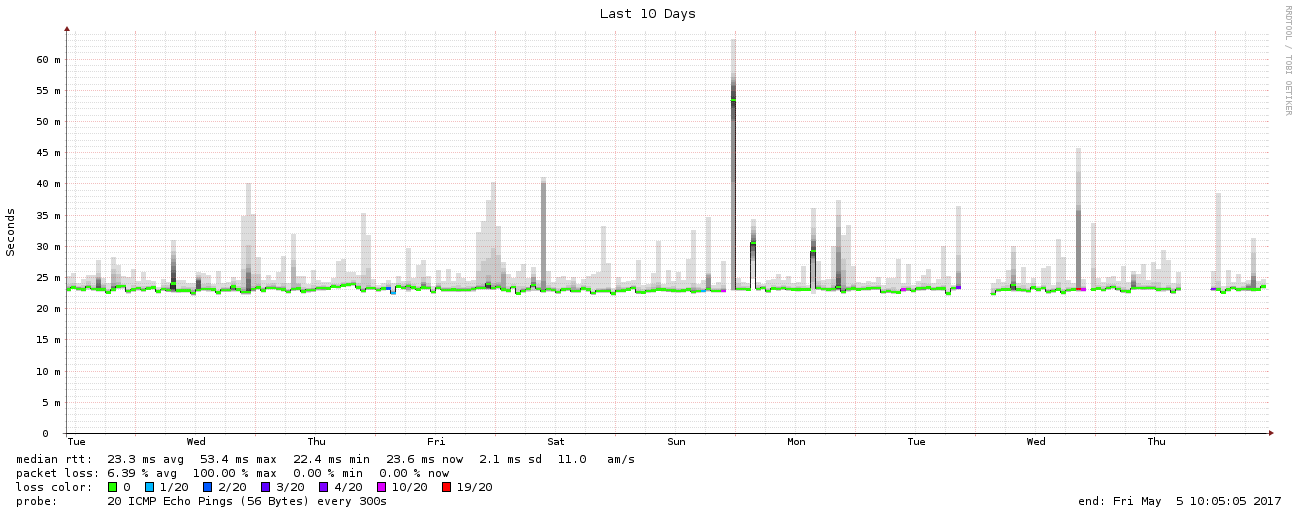 Last 10 Days
RRDTOOL / TOBI OETIKER
Seconds
60 m
55 m
50 m
45 m
40 m
35 m
30 m
25 m
20 m
15 m
10 m
5 m
0
Tue Wed Thu Fri Sat Sun Mon Tue Wed Thu
median rtt: 23.3 ms avg 53.4 ms max 22.4 ms min 23.6 ms now 2.1 ms sd 11.0 am/s
packet loss: 6.39 % avg 100.00 % max 0.00 % min 0.00 % now
loss color: 0 1/20 2/20 3/20 4/20 10/20 19/20
probe: 20 ICMP Echo Pings (56 Bytes) every 300s end: Fri May 5 10:05:05 2017